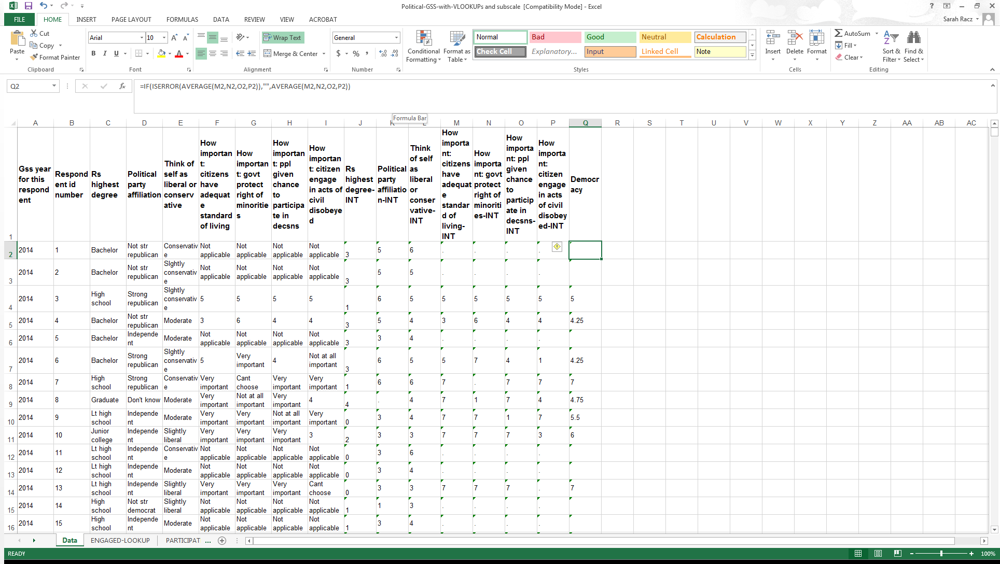 Political-GSS-with-VLOOKUPs and subscale [Compatibility Mode] - Excel
?
FILE HOME INSERT PAGE LAYOUT FORMULAS DATA REVIEW VIEW ACROBAT
Sarah Racz
Paste
Cut
Copy
Format Painter
Clipboard
Arial 10
A A
B I U A
Font
Wrap Text
Merge & Center
Alignment
General
$ % ,
Number
Conditional Formatting
Format as Table
Normal Bad Good Neutral Calculation
Check Cell Explanatory... Input Linked Cell Note
Styles
Insert Delete Format
Cells
AutoSum
Fill
Clear
Sort & Filter
Find & Select
Editing
Q2
fx
=IF(ISERROR(AVERAGE(M2,N2,O2,P2)),"",AVERAGE(M2,N2,O2,P2))
Formula Bar
A B C D E F G H I J K L M N O P Q R S T U V W X Y Z AA AB AC
1 Gss year for this respondent | Respondent id number | Rs highest degree | Political party affiliation | Think of self as liberal or conservative | How important: citizens have adequate standard of living | How important: govt protect right of minorities | How important: ppl given chance to participate in decsns | How important: citizen engage in acts of civil disobeyed | Rs highest degree-INT | Political party affiliation-INT | Think of self as liberal or conservative-INT | How important: citizens have adequate standard of living-INT | How important: govt protect right of minorities-INT | How important: ppl given chance to participate in decsns-INT | How important: citizen engage in acts of civil disobeyed-INT | Democracy
2 2014 1 Bachelor Not str republican Conservative Not applicable Not applicable Not applicable Not applicable 3 5 6 . . . .
3 2014 2 Bachelor Not str republican Slghtly conservative Not applicable Not applicable Not applicable Not applicable 3 5 5 . . . .
4 2014 3 High school Strong republican Slghtly conservative 5 5 5 5 1 6 5 5 5 5 5 5
5 2014 4 Bachelor Not str republican Moderate 3 6 4 4 3 5 4 3 6 4 4 4.25
6 2014 5 Bachelor Independent Moderate Not applicable Not applicable Not applicable Not applicable 3 3 4 . . . .
7 2014 6 Bachelor Strong republican Slghtly conservative 5 Very important 4 Not at all important 3 6 5 5 7 4 1 4.25
8 2014 7 High school Strong republican Conservative Very important Cant choose Very important Very important 1 6 6 7 . 7 7 7
9 2014 8 Graduate Don't know Moderate Very important Not at all important Very important 4 4 . 4 7 1 7 4 4.75
10 2014 9 Lt high school Independent Moderate Very important Very important Not at all important Very important 0 3 4 7 7 1 7 5.5
11 2014 10 Junior college Independent Slightly liberal Very important Very important Very important 3 2 3 3 7 7 7 3 6
12 2014 11 Lt high school Independent Conservative Not applicable Not applicable Not applicable Not applicable 0 3 6 . . . .
13 2014 12 Lt high school Independent Moderate Not applicable Not applicable Not applicable Not applicable 0 3 4 . . . .
14 2014 13 Lt high school Independent Slightly liberal Very important Very important Very important Cant choose 0 3 3 7 7 7 . 7
15 2014 14 High school Not str democrat Slightly liberal Not applicable Not applicable Not applicable Not applicable 1 1 3 . . . .
16 2014 15 High school Independent Moderate Not applicable Not applicable Not applicable Not applicable 1 3 4 . . . .
Data ENGAGED-LOOKUP PARTICIPAT ...
READY
100%